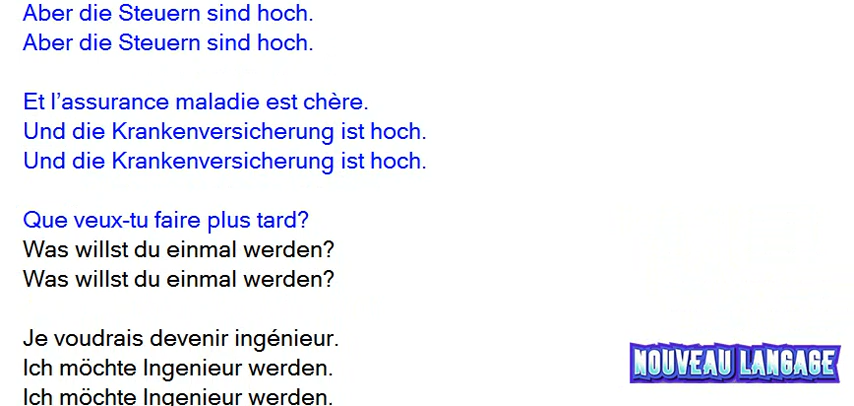 Aber die Steuern sind hoch.
Aber die Steuern sind hoch.
Et l'assurance maladie est chère.
Und die Krankenversicherung ist hoch.
Und die Krankenversicherung ist hoch.
Que veux-tu faire plus tard?
Was willst du einmal werden?
Was willst du einmal werden?
Je voudrais devenir ingénieur.
Ich möchte Ingenieur werden.
Ich möchte Ingenieur werden.
NOUVEAU LANGAGE